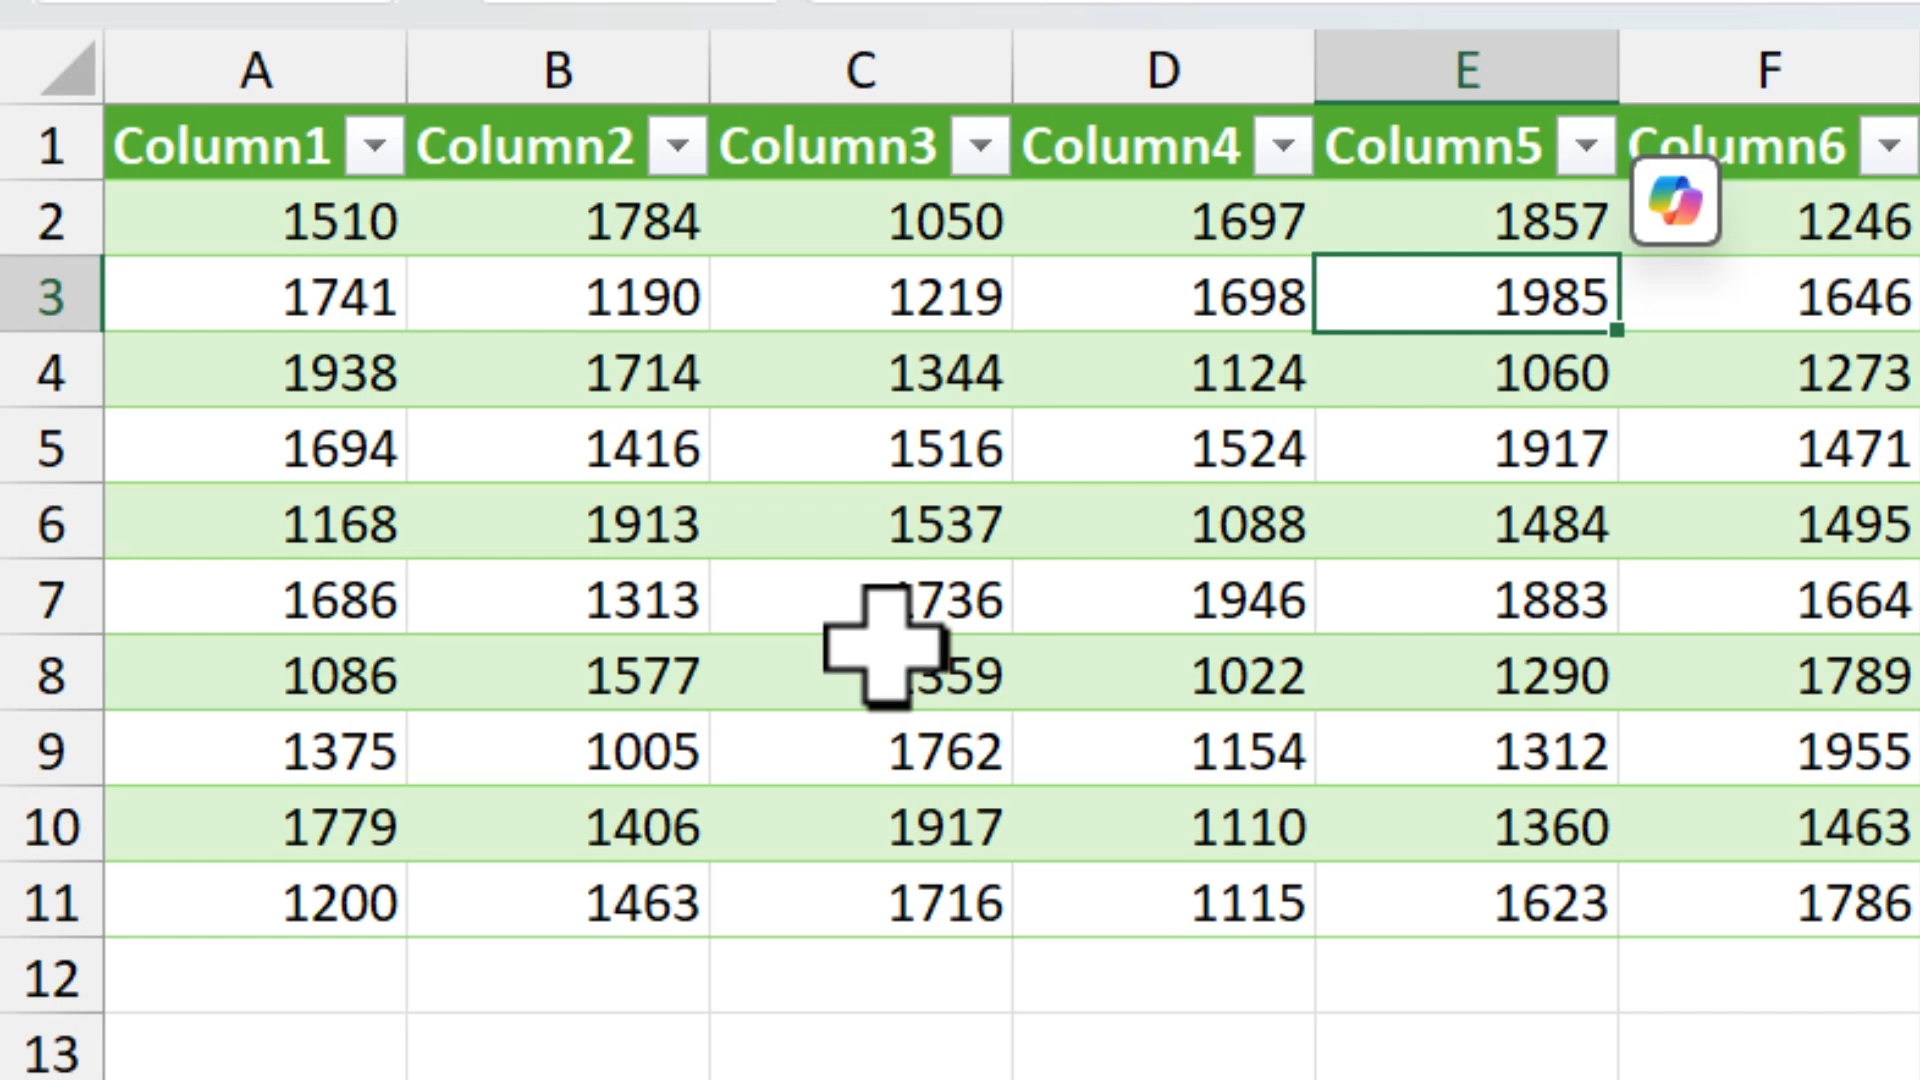 A B C D E F
1 Column1 Column2 Column3 Column4 Column5 Column6
2 1510 1784 1050 1697 1857 1246
3 1741 1190 1219 1698 1985 1646
4 1938 1714 1344 1124 1060 1273
5 1694 1416 1516 1524 1917 1471
6 1168 1913 1537 1088 1484 1495
7 1686 1313 1946 1883 1664
8 1086 1577 1022 1290 1789
9 1375 1005 1762 1154 1312 1955
10 1779 1406 1917 1110 1360 1463
11 1200 1463 1716 1115 1623 1786
12
13